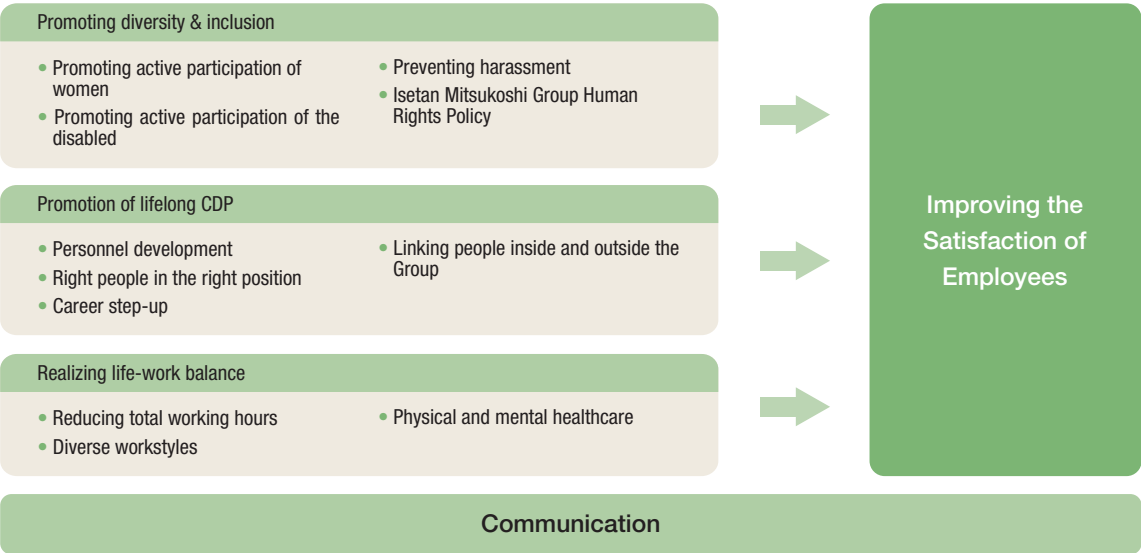 Promoting diversity & inclusion
• Promoting active participation of
women
• Promoting active participation of the
disabled
• Preventing harassment
• Isetan Mitsukoshi Group Human
Rights Policy
Promotion of lifelong CDP
• Personnel development
• Right people in the right position
• Career step-up
• Linking people inside and outside the
Group
Realizing life-work balance
• Reducing total working hours
• Diverse workstyles
• Physical and mental healthcare
Improving the
Satisfaction of
Employees
Communication